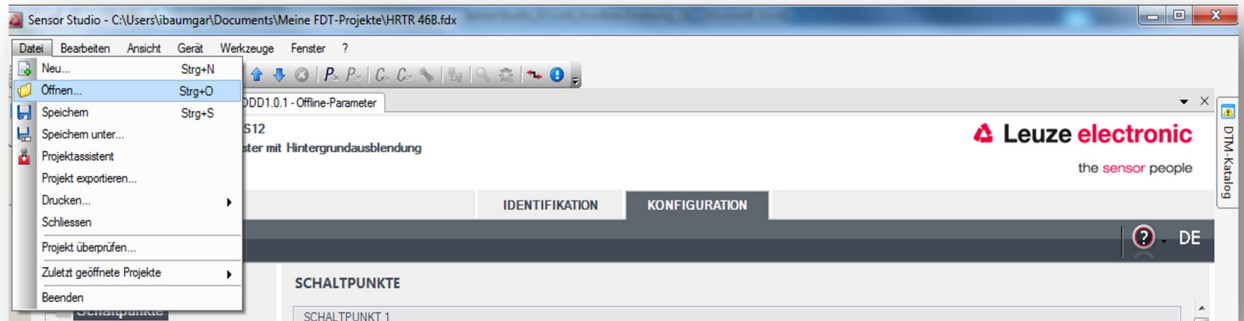 Sensor Studio - C:\Users\ibaumgar\Documents\Meine FDT-Projekte\HRTR 46B.fdx
Datei Bearbeiten Ansicht Gerät Werkzeuge Fenster ?
Neu... Strg+N
Öffnen... Strg+O
Speichern Strg+S
Speichern unter...
Projektassistent
Projekt exportieren...
Drucken...
Schliessen
Projekt überprüfen...
Zuletzt geöffnete Projekte
Beenden
DDD1.0.1 - Offline-Parameter
S12
ster mit Hintergrundausblendung
Leuze electronic
the sensor people
DTM-Katalog
IDENTIFIKATION KONFIGURATION
DE
Schaltpunkte
SCHALTPUNKTE
SCHALTPUNKT 1